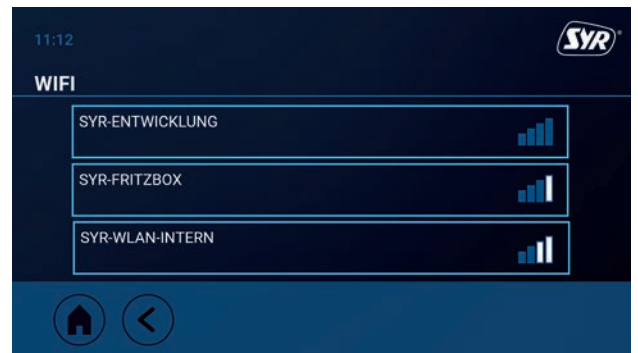 11:12
SYR
WIFI
SYR-ENTWICKLUNG
SYR-FRITZBOX
SYR-WLAN-INTERN